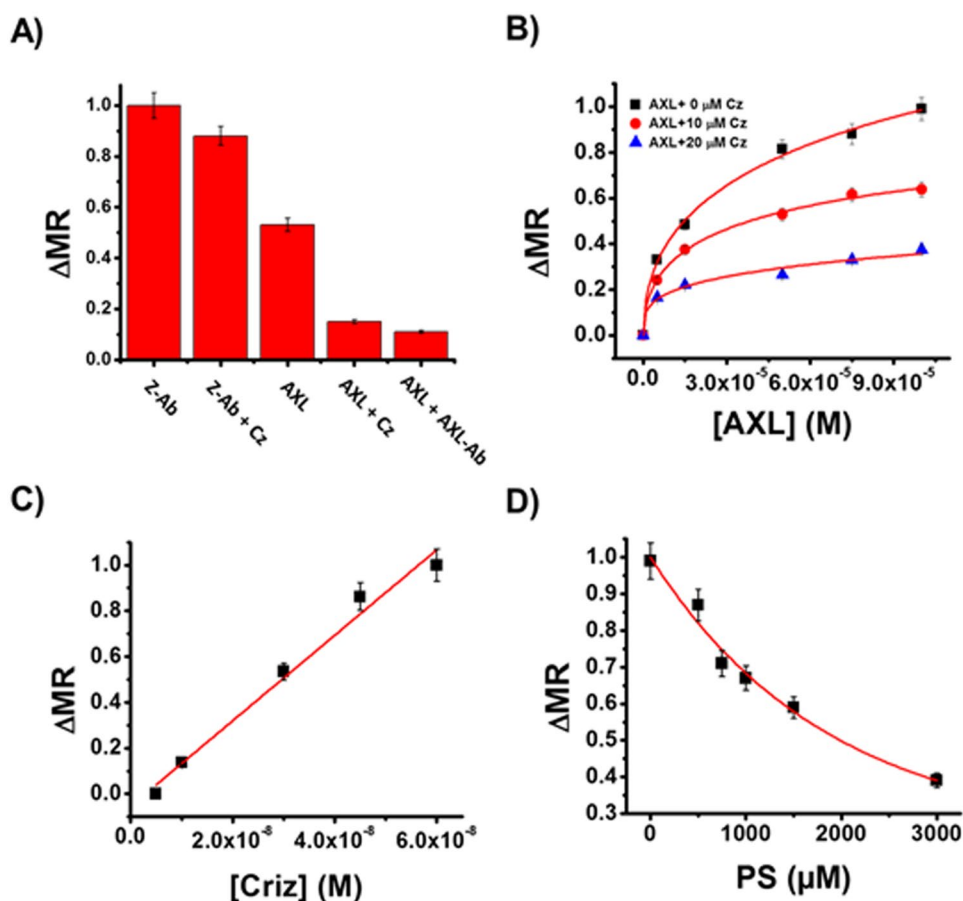 A)
ΔMR
1.0
0.8
0.6
0.4
0.2
0.0
Z-Ab
Z-Ab + Cz
AXL
AXL + Cz
AXL + AXL-Ab
B)
ΔMR
1.0
0.8
0.6
0.4
0.2
0.0
AXL+ 0 µM Cz
AXL+10 µM Cz
AXL+20 µM Cz
0.0 3.0x10⁻⁵ 6.0x10⁻⁵ 9.0x10⁻⁵
[AXL] (M)
C)
ΔMR
1.0
0.8
0.6
0.4
0.2
0.0
0.0 2.0x10⁻⁸ 4.0x10⁻⁸ 6.0x10⁻⁸
[Criz] (M)
D)
ΔMR
1.0
0.9
0.8
0.7
0.6
0.5
0.4
0.3
0 1000 2000 3000
PS (µM)